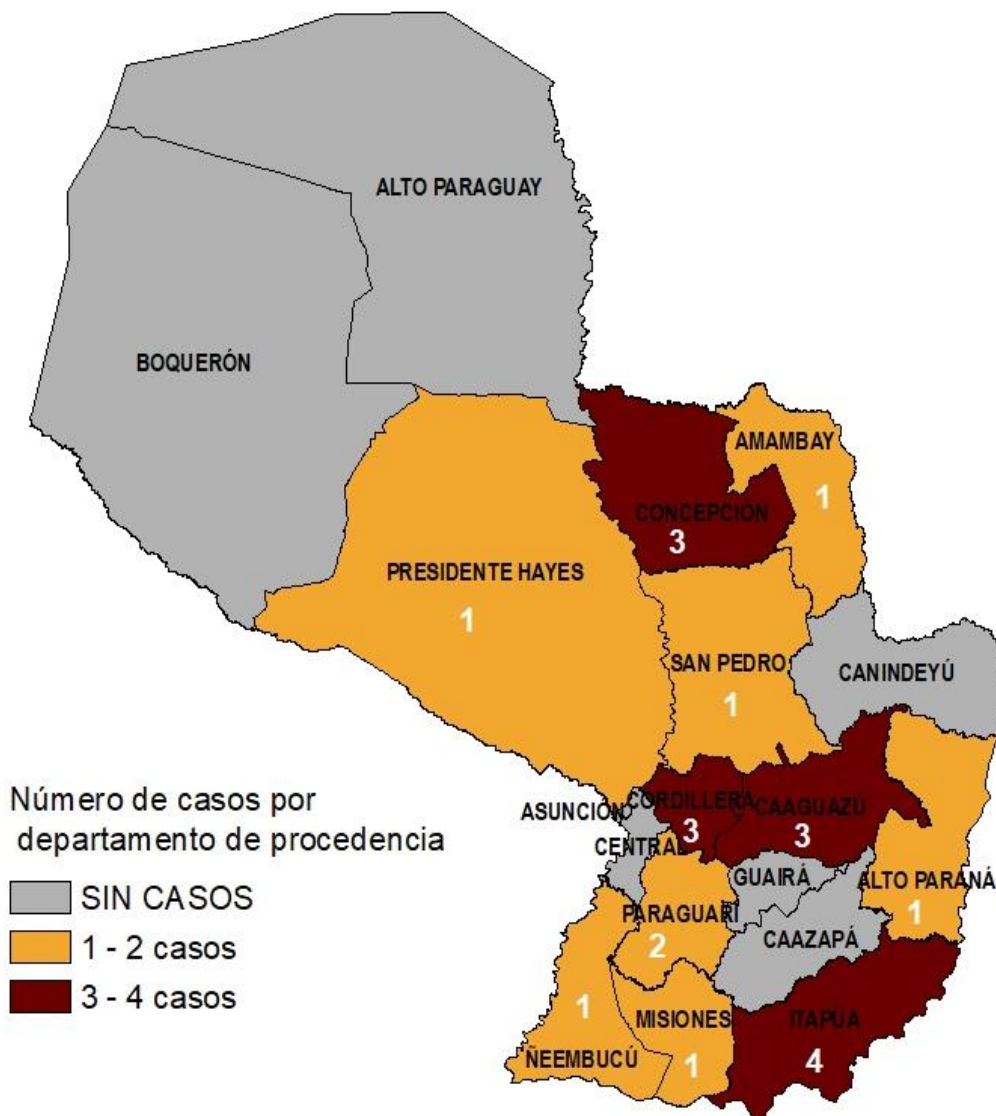 ALTO PARAGUAY
BOQUERÓN
AMAMBAY
1
CONCEPCIÓN
3
PRESIDENTE HAYES
1
SAN PEDRO
1
CANINDEYÚ
Número de casos por
departamento de procedencia
SIN CASOS
1 - 2 casos
3 - 4 casos
ASUNCIÓN
CORDILLERA
3
CAAGUAZÚ
3
CENTRAL
GUAIRÁ
ALTO PARANÁ
1
PARAGUARÍ
2
CAAZAPÁ
1
ÑEEMBUCÚ
MISIONES
1
ITAPÚA
4